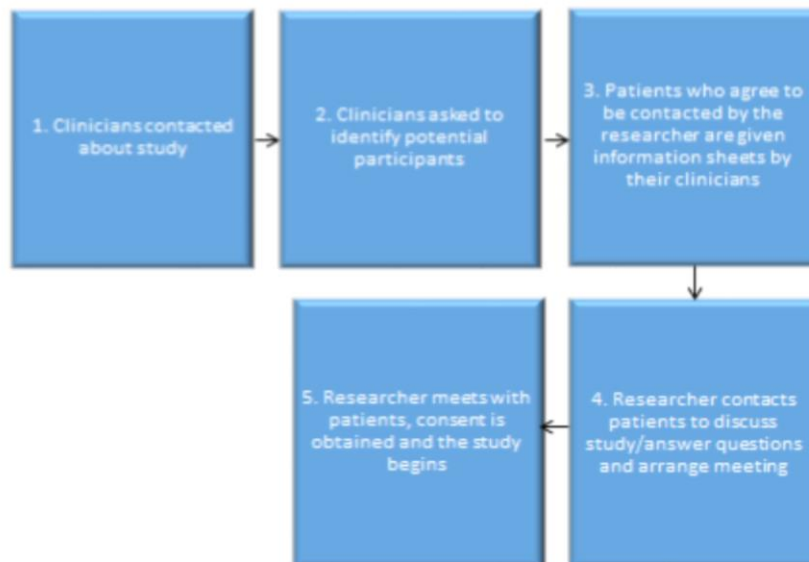 1. Clinicians contacted
about study
2. Clinicians asked to
identify potential
participants
3. Patients who agree to
be contacted by the
researcher are given
information sheets by
their clinicians
4. Researcher contacts
patients to discuss
study/answer questions
and arrange meeting
5. Researcher meets with
patients, consent is
obtained and the study
begins